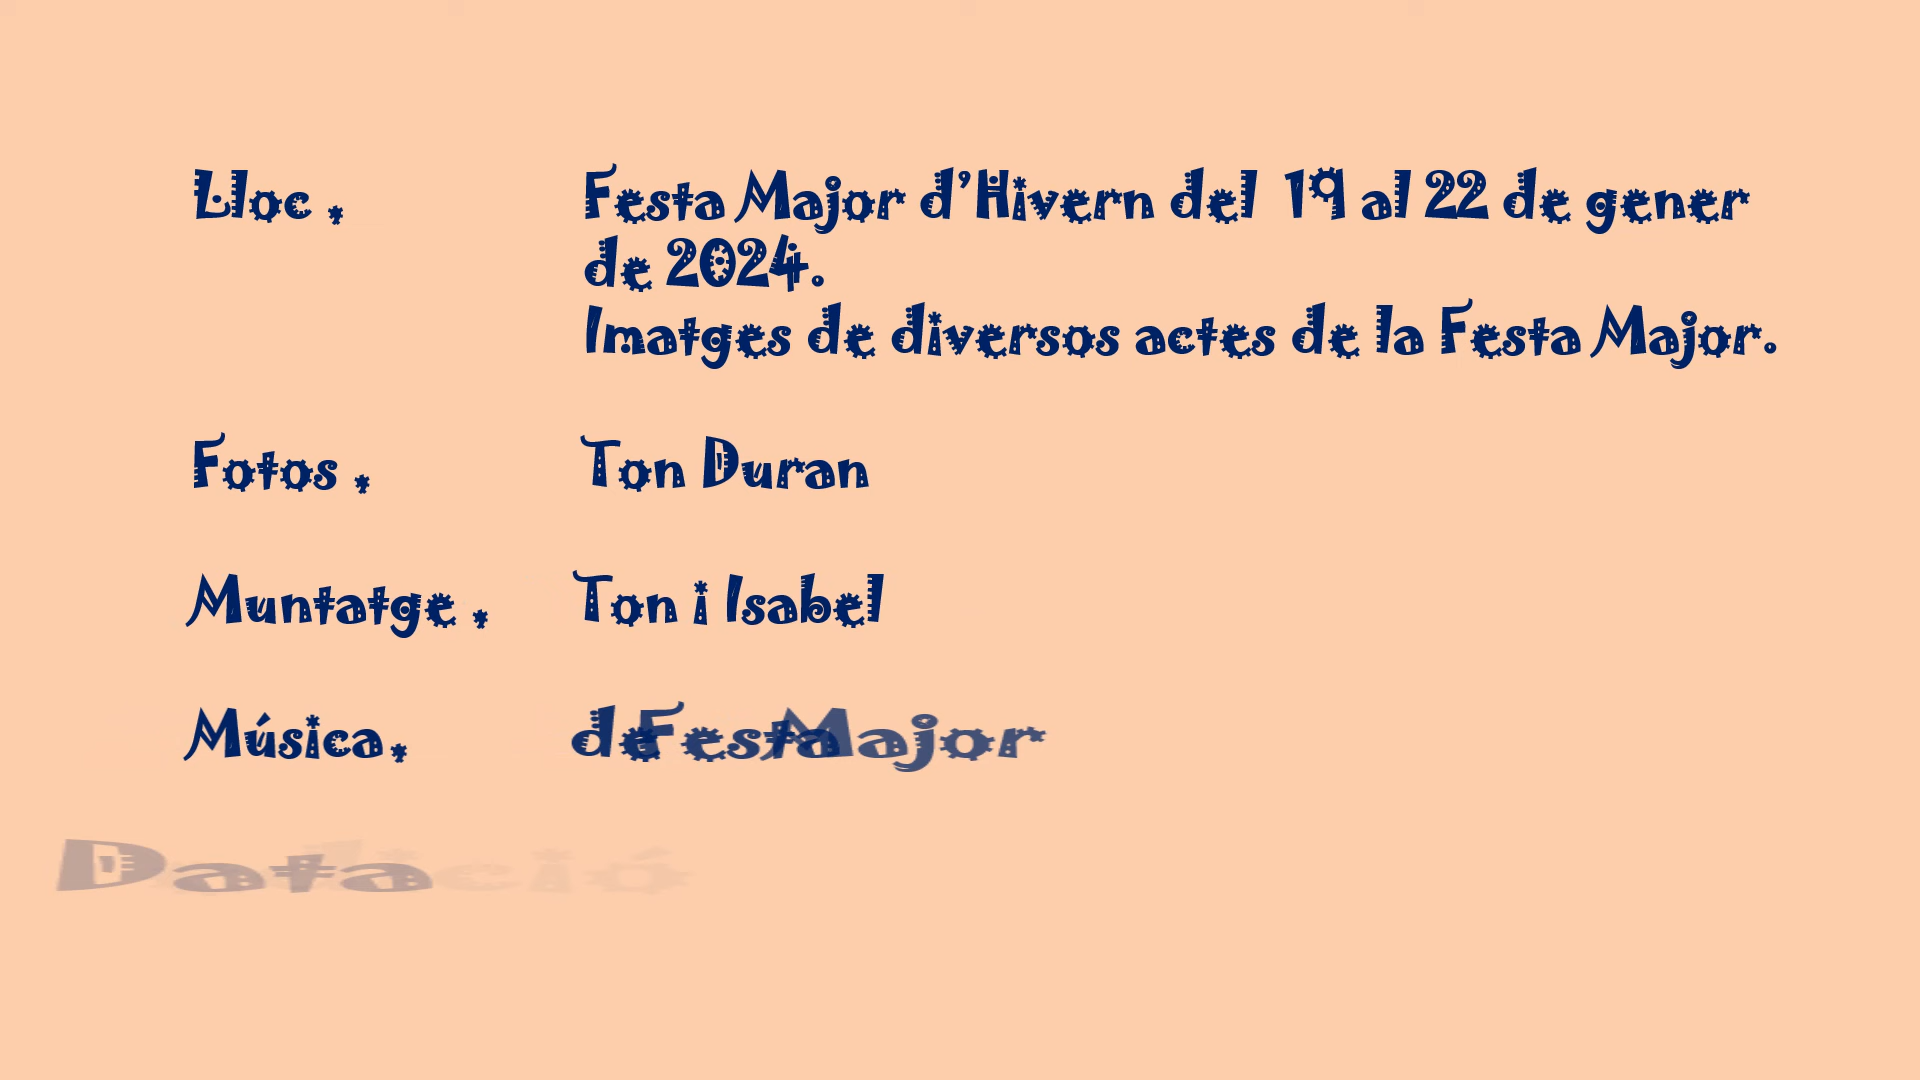 Lloc , Festa Major d’Hivern del 19 al 22 de gener
de 2024.
Imatges de diversos actes de la Festa Major.
Fotos , Ton Duran
Muntatge , Ton i Isabel
Música, de Festa Major
Datació